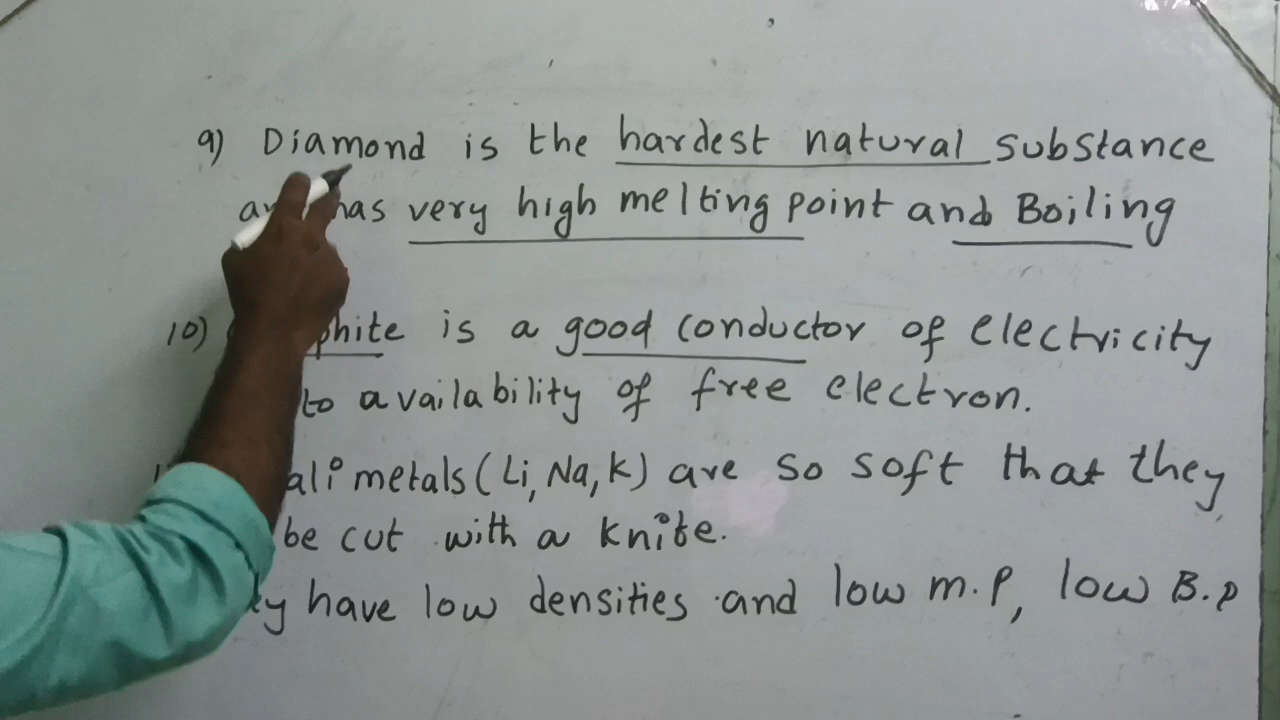 9) Diamond is the hardest natural substance
has very high melting point and Boiling
10) is a good conductor of electricity
to availability of free electron.
metals (Li, Na, K) are so soft that they
be cut with a knife.
have low densities and low m.p, low B.p